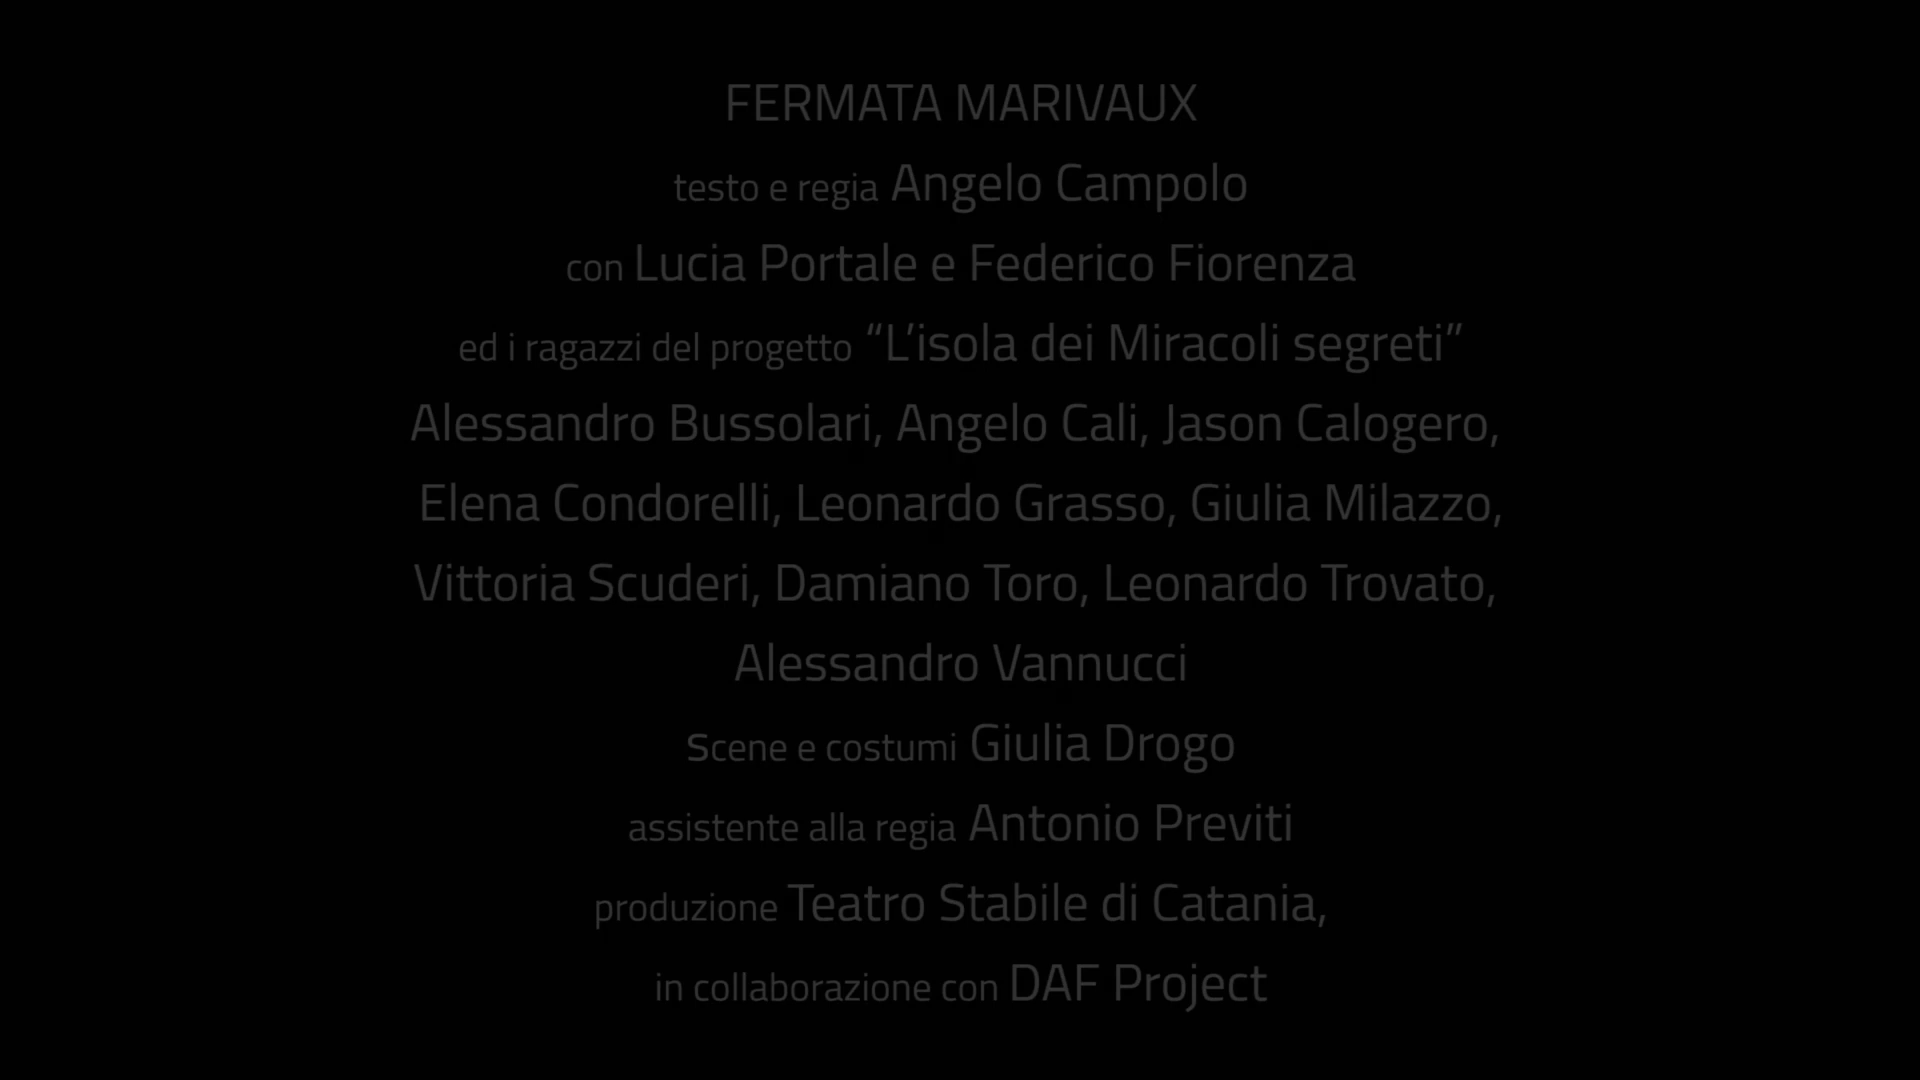 FERMATA MARIVAUX
testo e regia Angelo Campolo
con Lucia Portale e Federico Fiorenza
ed i ragazzi del progetto “L’isola dei Miracoli segreti”
Alessandro Bussolari, Angelo Cali, Jason Calogero,
Elena Condorelli, Leonardo Grasso, Giulia Milazzo,
Vittoria Scuderi, Damiano Toro, Leonardo Trovato,
Alessandro Vannucci
scene e costumi Giulia Drogo
assistente alla regia Antonio Previti
produzione Teatro Stabile di Catania,
in collaborazione con DAF Project